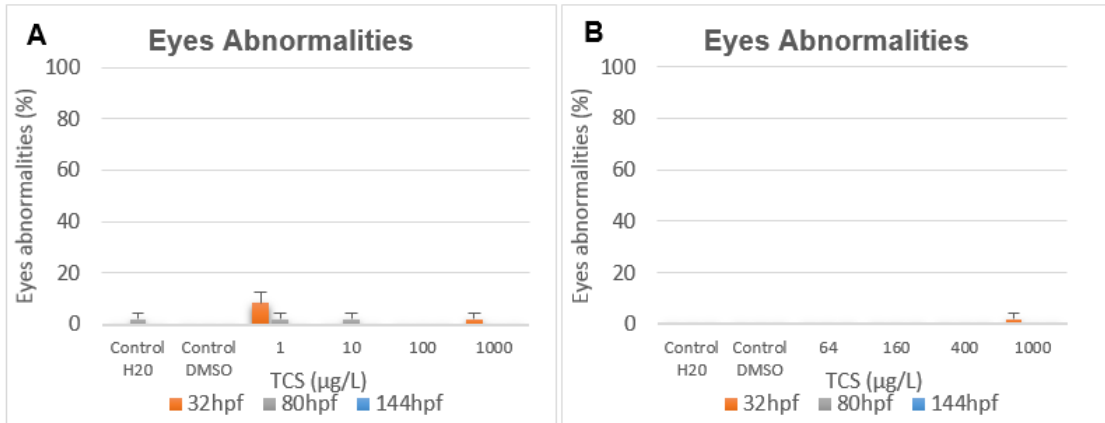 A
Eyes Abnormalities
Eyes abnormalities (%)
100
80
60
40
20
0
Control H20
Control DMSO
1
10
100
1000
TCS (µg/L)
32hpf 80hpf 144hpf
B
Eyes Abnormalities
Eyes abnormalities (%)
100
80
60
40
20
0
Control H20
Control DMSO
64
160
400
1000
TCS (µg/L)
32hpf 80hpf 144hpf